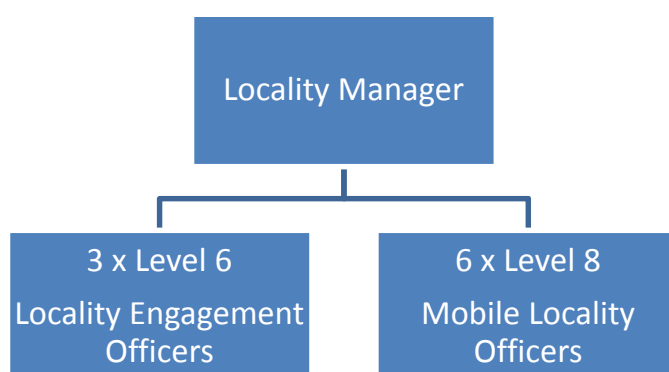 Locality Manager
3 x Level 6
Locality Engagement
Officers
6 x Level 8
Mobile Locality
Officers